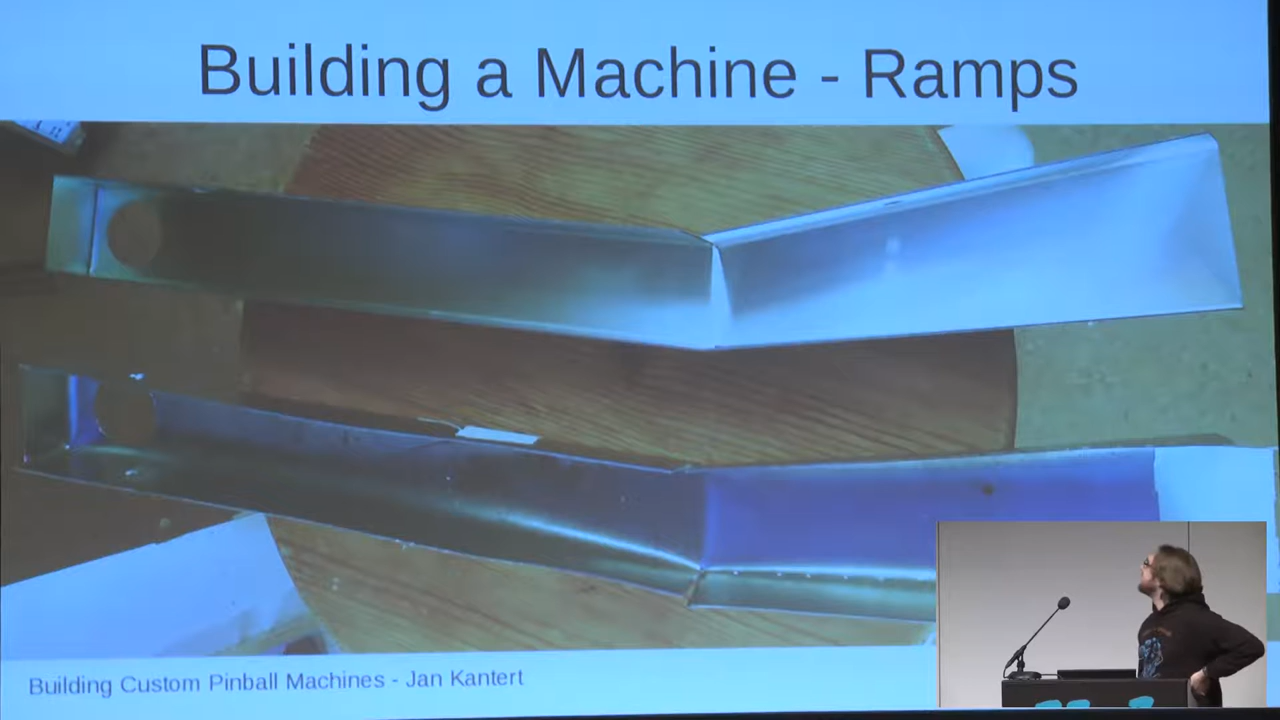 Building a Machine - Ramps
Building Custom Pinball Machines - Jan Kantert